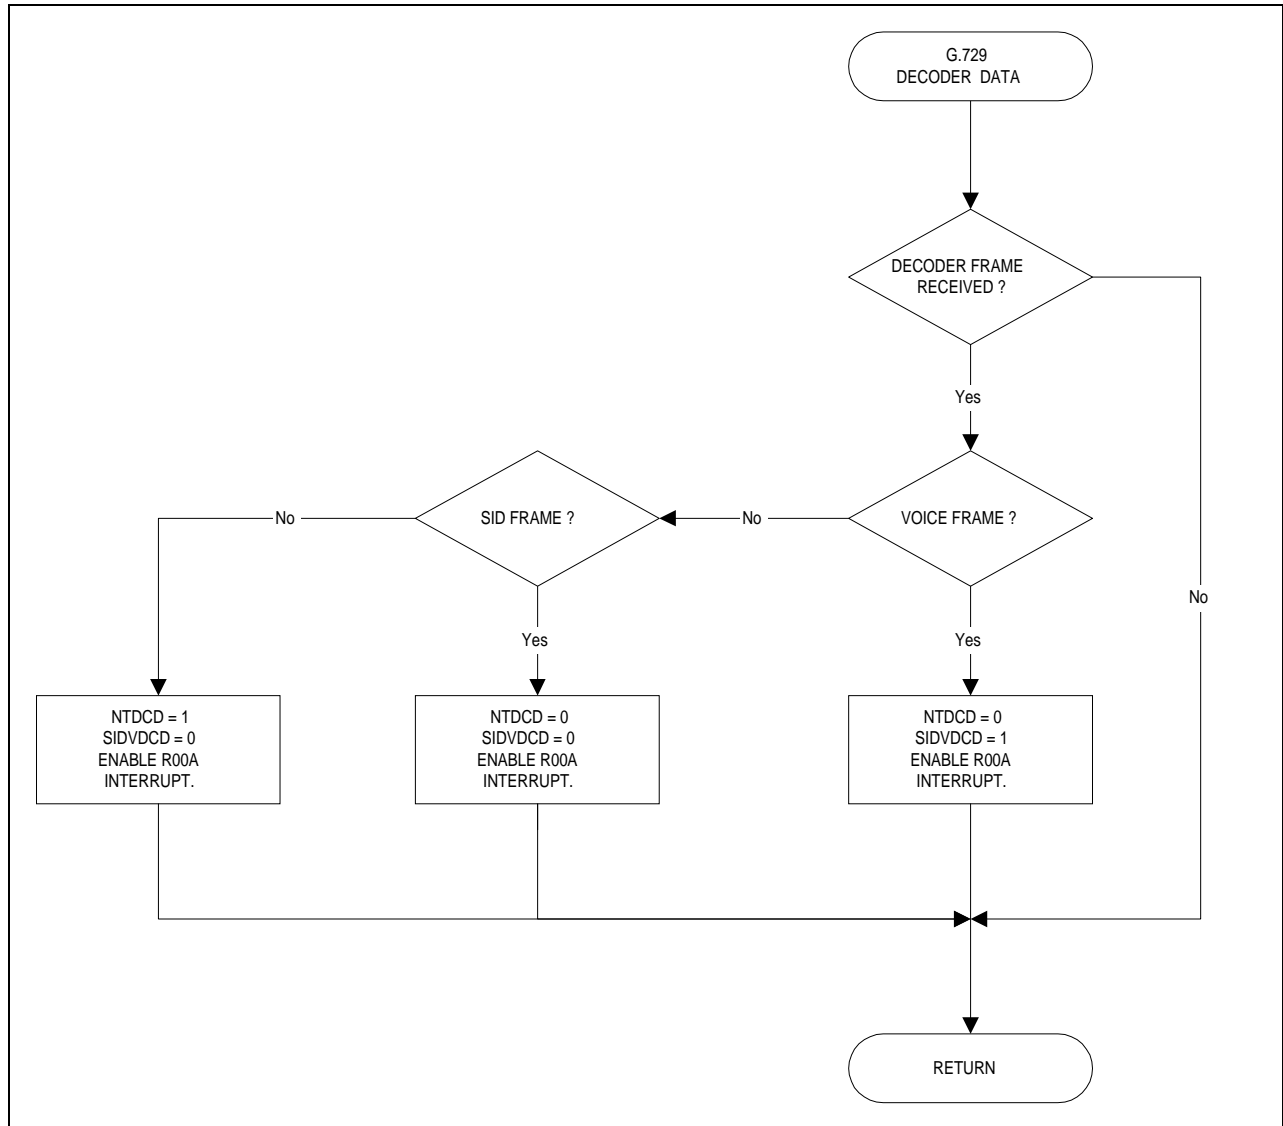 G.729
DECODER DATA
DECODER FRAME
RECEIVED ?
Yes
No
VOICE FRAME ?
No
SID FRAME ?
No
Yes
Yes
NTDCD = 1
SIDVDCD = 0
ENABLE R00A
INTERRUPT.
NTDCD = 0
SIDVDCD = 0
ENABLE R00A
INTERRUPT.
NTDCD = 0
SIDVDCD = 1
ENABLE R00A
INTERRUPT.
RETURN